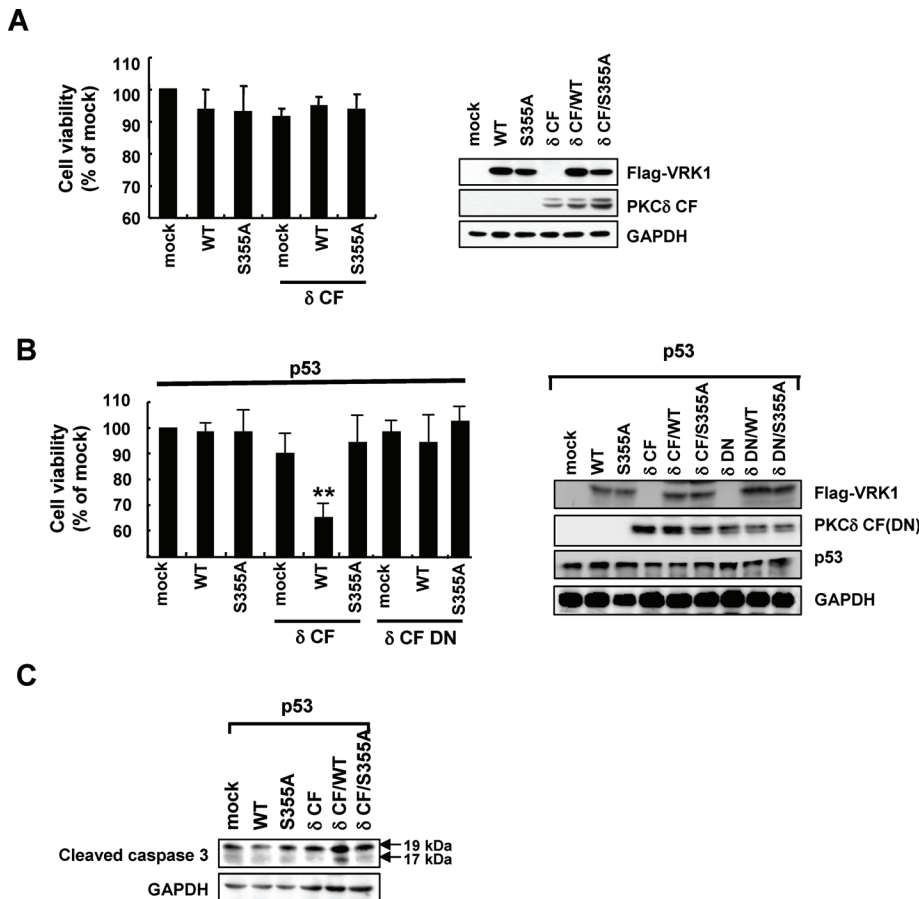 A
Cell viability
(% of mock)
110
100
90
80
70
60
mock
WT
S355A
mock
WT
S355A
δ CF
mock
WT
S355A
δ CF
δ CF/WT
δ CF/S355A
Flag-VRK1
PKCδ CF
GAPDH
B
p53
Cell viability
(% of mock)
110
100
90
80
70
60
**
mock
WT
S355A
mock
WT
S355A
mock
WT
S355A
δ CF
δ CF DN
p53
mock
WT
S355A
δ CF
δ CF/WT
δ CF/S355A
δ DN
δ DN/WT
δ DN/S355A
Flag-VRK1
PKCδ CF(DN)
p53
GAPDH
C
p53
mock
WT
S355A
δ CF
δ CF/WT
δ CF/S355A
Cleaved caspase 3
19 kDa
17 kDa
GAPDH